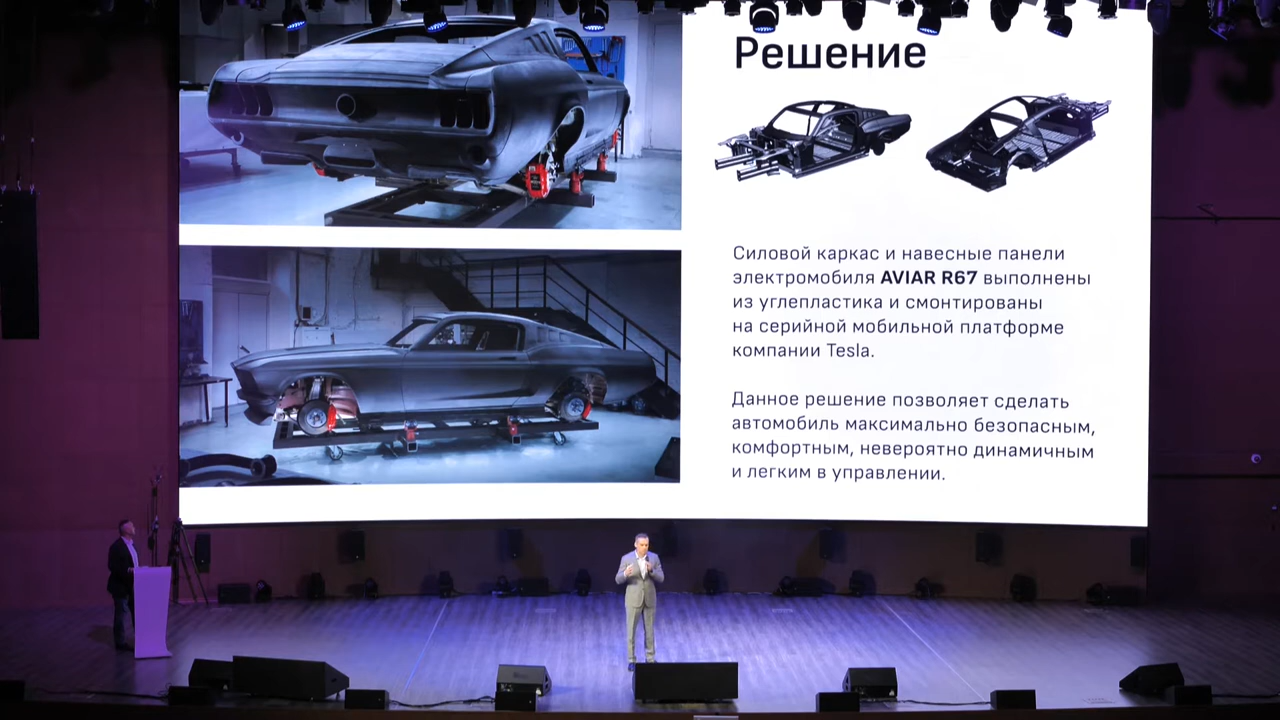 Решение
Силовой каркас и навесные панели
электромобиля AVIAR R67 выполнены
из углепластика и смонтированы
на серийной мобильной платформе
компании Tesla.
Данное решение позволяет сделать
автомобиль максимально безопасным,
комфортным, невероятно динамичным
и легким в управлении.